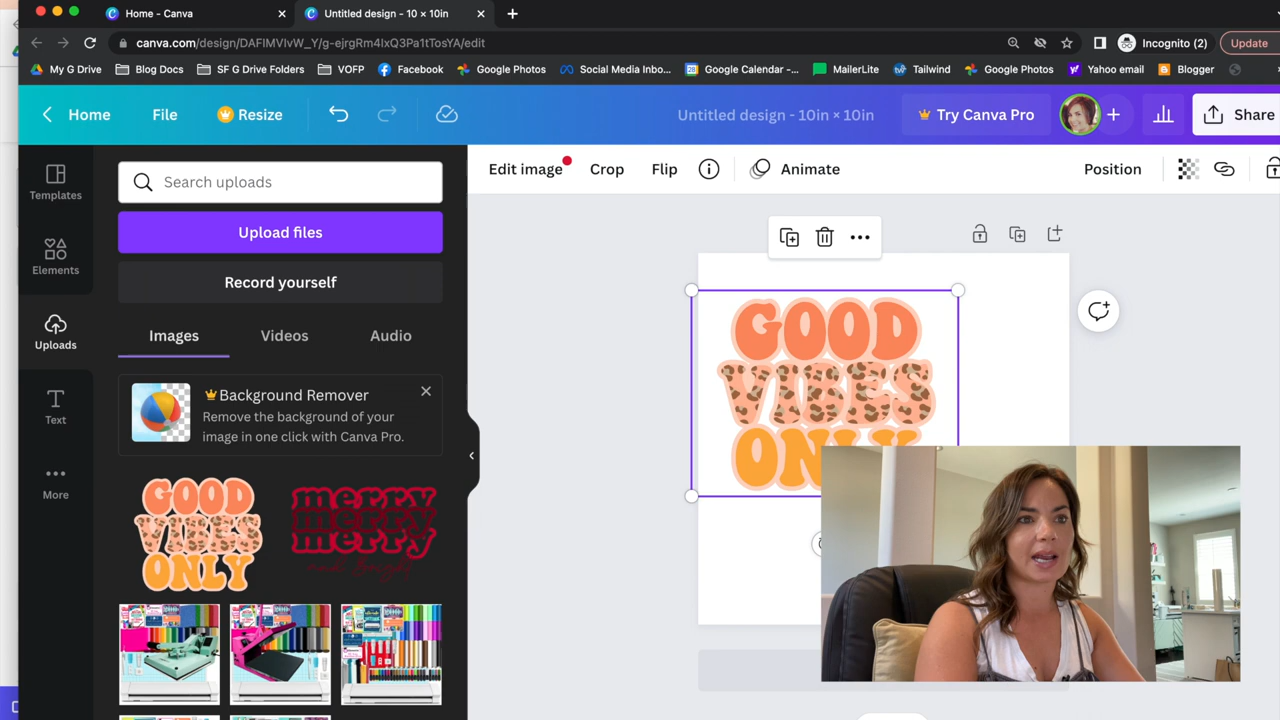 Home - Canva
Untitled design - 10 × 10in
canva.com/design/DAFIMVIvW_Y/g-ejrgRm4lxQ3Pa1tTosYA/edit
Incognito (2)
Update
My G Drive
Blog Docs
SF G Drive Folders
VOFP
Facebook
Google Photos
Social Media Inbo...
Google Calendar -...
MailerLite
Tailwind
Google Photos
Yahoo email
Blogger
Home
File
Resize
Untitled design - 10in × 10in
Try Canva Pro
Share
Templates
Elements
Uploads
Text
More
Search uploads
Upload files
Record yourself
Images
Videos
Audio
Background Remover
Remove the background of your
image in one click with Canva Pro.
GOOD
VIBES
ONLY
merry
merry
merry
Edit image
Crop
Flip
Animate
Position
GOOD
VIBES
ONLY